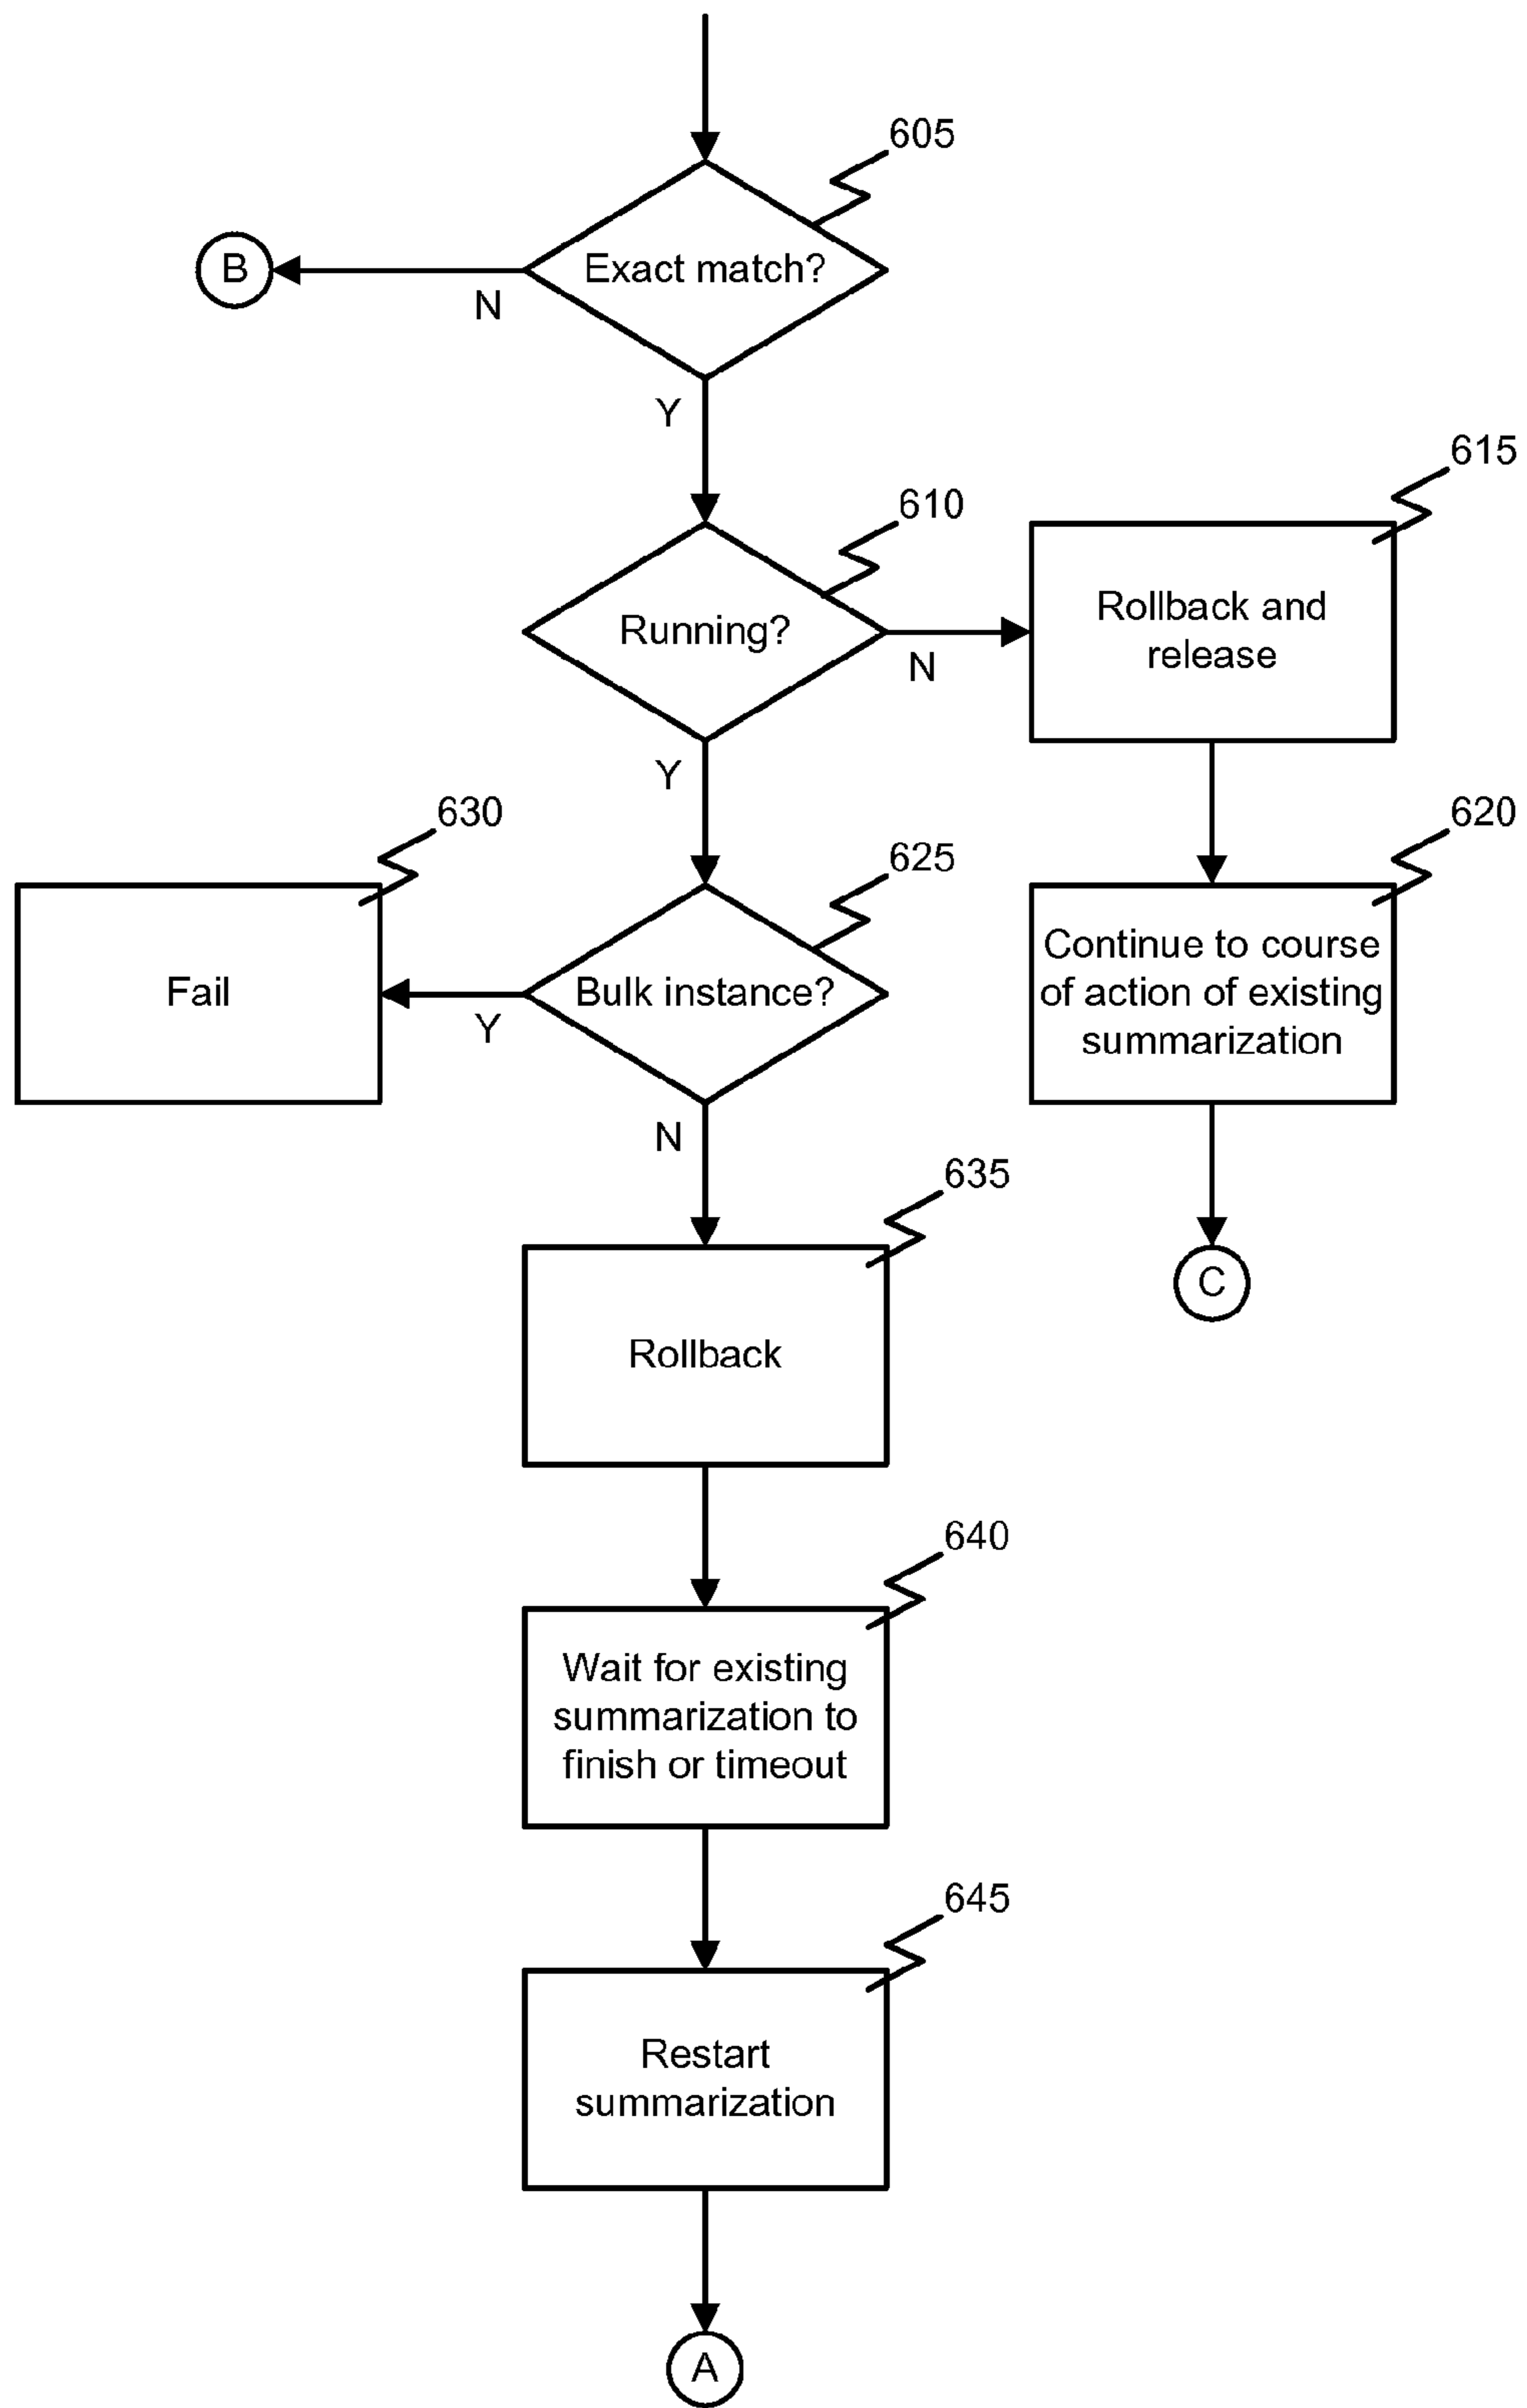 605
Exact match?
B
N
Y
610
615
Running?
Rollback and
release
N
Y
630
625
620
Fail
Bulk instance?
Continue to course
of action of existing
summarization
Y
N
635
Rollback
C
640
Wait for existing
summarization to
finish or timeout
645
Restart
summarization
A